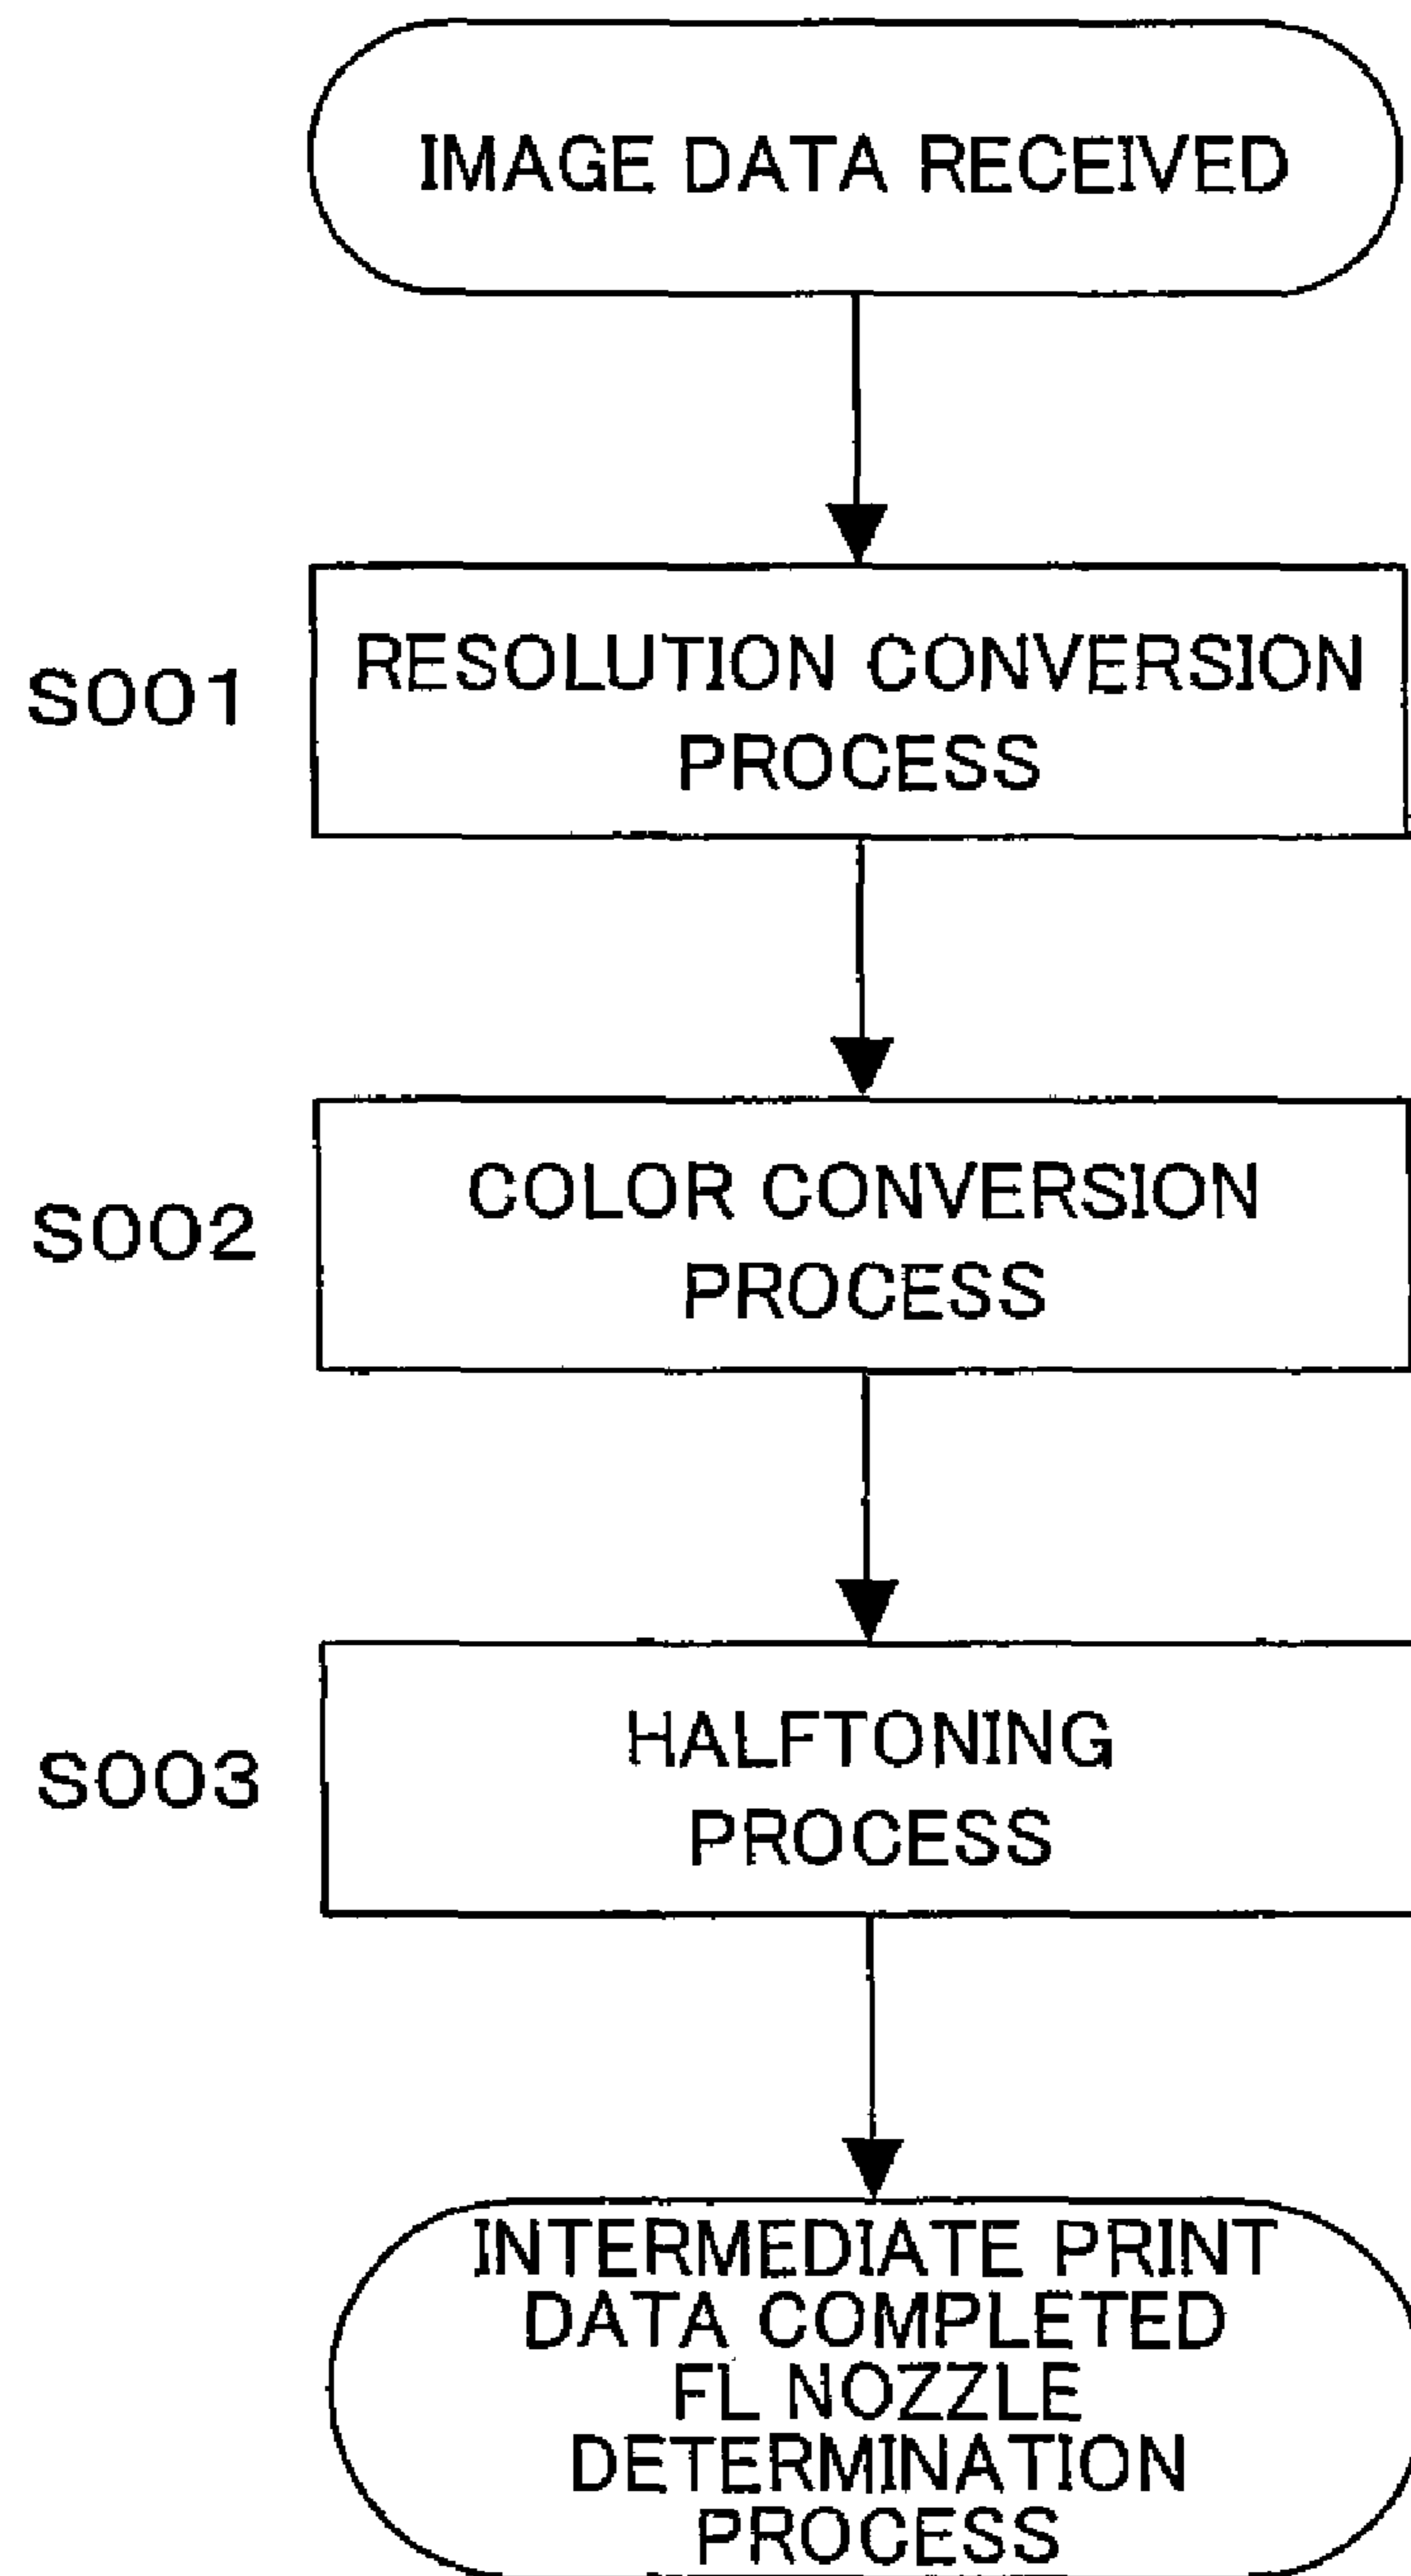 IMAGE DATA RECEIVED
S001
RESOLUTION CONVERSION
PROCESS
S002
COLOR CONVERSION
PROCESS
S003
HALFTONING
PROCESS
INTERMEDIATE PRINT
DATA COMPLETED
FL NOZZLE
DETERMINATION
PROCESS